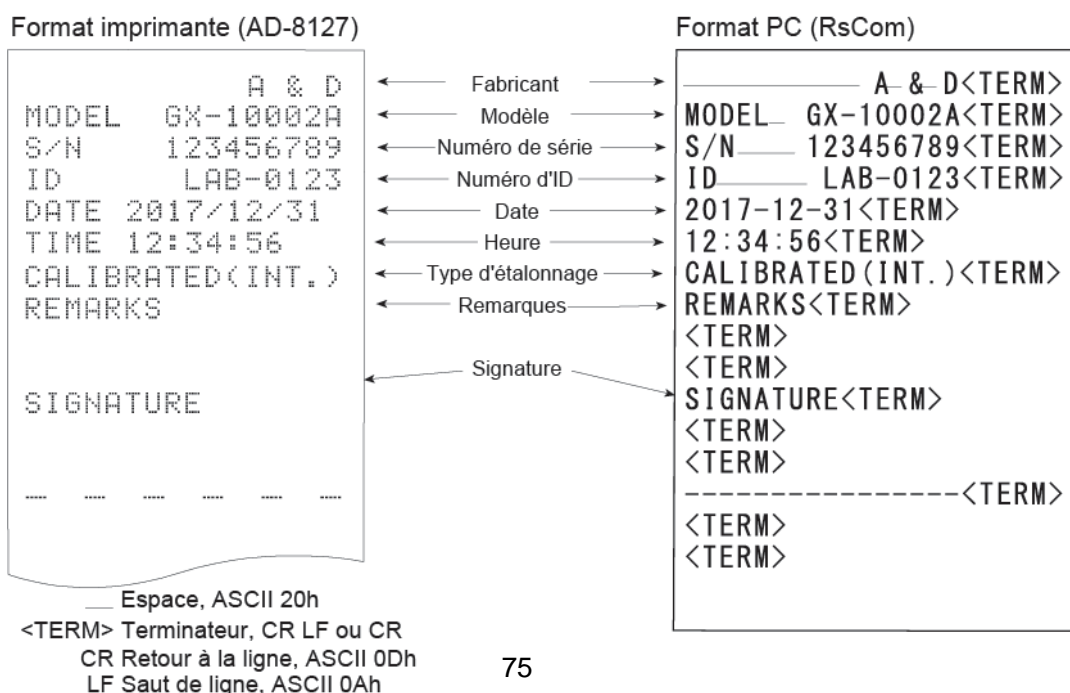 Format imprimante (AD-8127)
A & D
MODEL GX-10002A
S/N 123456789
ID LAB-0123
DATE 2017/12/31
TIME 12:34:56
CALIBRATED(INT.)
REMARKS
SIGNATURE
Fabricant
Modèle
Numéro de série
Numéro d'ID
Date
Heure
Type d'étalonnage
Remarques
Signature
Format PC (RsCom)
A & D<TERM>
MODEL GX-10002A<TERM>
S/N 123456789<TERM>
ID LAB-0123<TERM>
2017-12-31<TERM>
12:34:56<TERM>
CALIBRATED(INT.)<TERM>
REMARKS<TERM>
<TERM>
<TERM>
SIGNATURE<TERM>
<TERM>
<TERM>
----------------<TERM>
<TERM>
<TERM>
__ Espace, ASCII 20h
<TERM> Terminateur, CR LF ou CR
CR Retour à la ligne, ASCII 0Dh
LF Saut de ligne, ASCII 0Ah
75